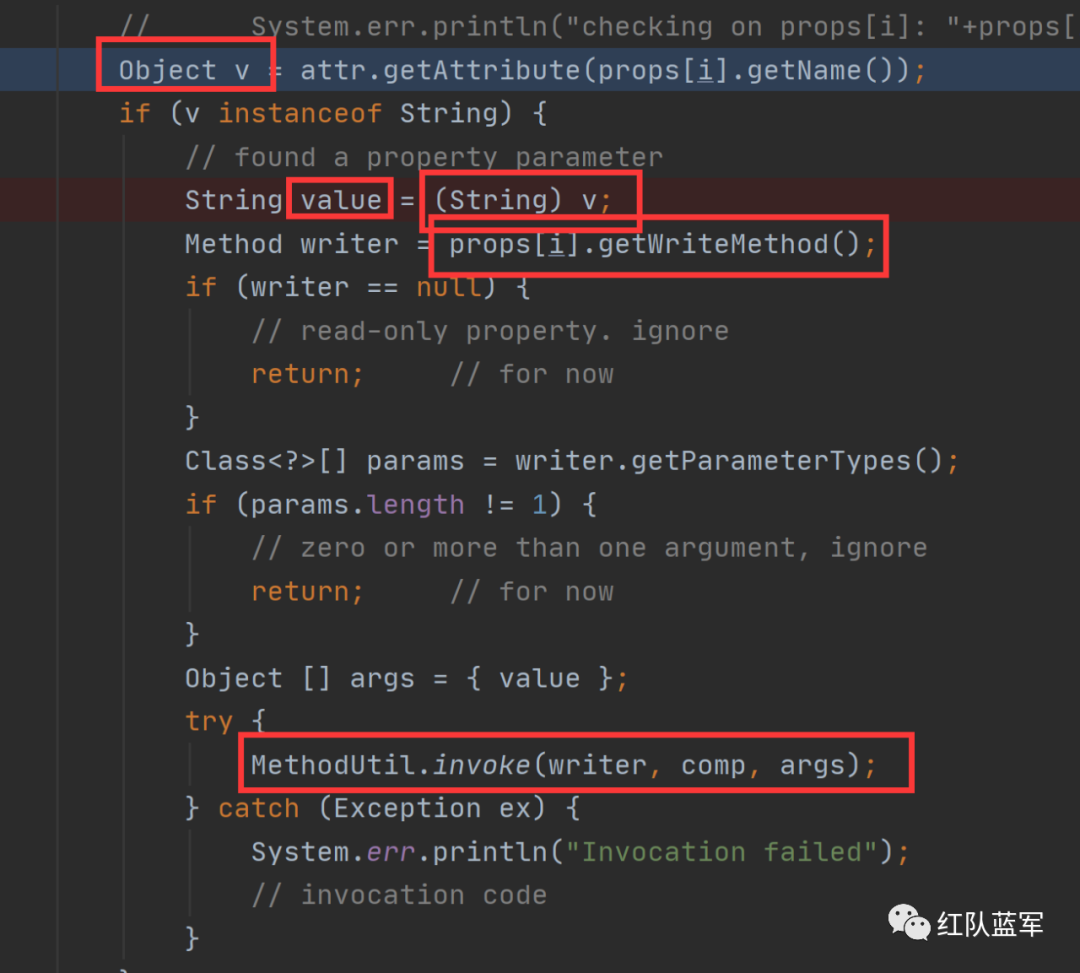 //      System.err.println("checking on props[i]: "+props[
Object v = attr.getAttribute(props[i].getName());
if (v instanceof String) {
    // found a property parameter
    String value = (String) v;
    Method writer = props[i].getWriteMethod();
    if (writer == null) {
        // read-only property. ignore
        return;     // for now
    }
    Class<?>[] params = writer.getParameterTypes();
    if (params.length != 1) {
        // zero or more than one argument, ignore
        return;     // for now
    }
    Object [] args = { value };
    try {
        MethodUtil.invoke(writer, comp, args);
    } catch (Exception ex) {
        System.err.println("Invocation failed");
        // invocation code
    }
红队蓝军